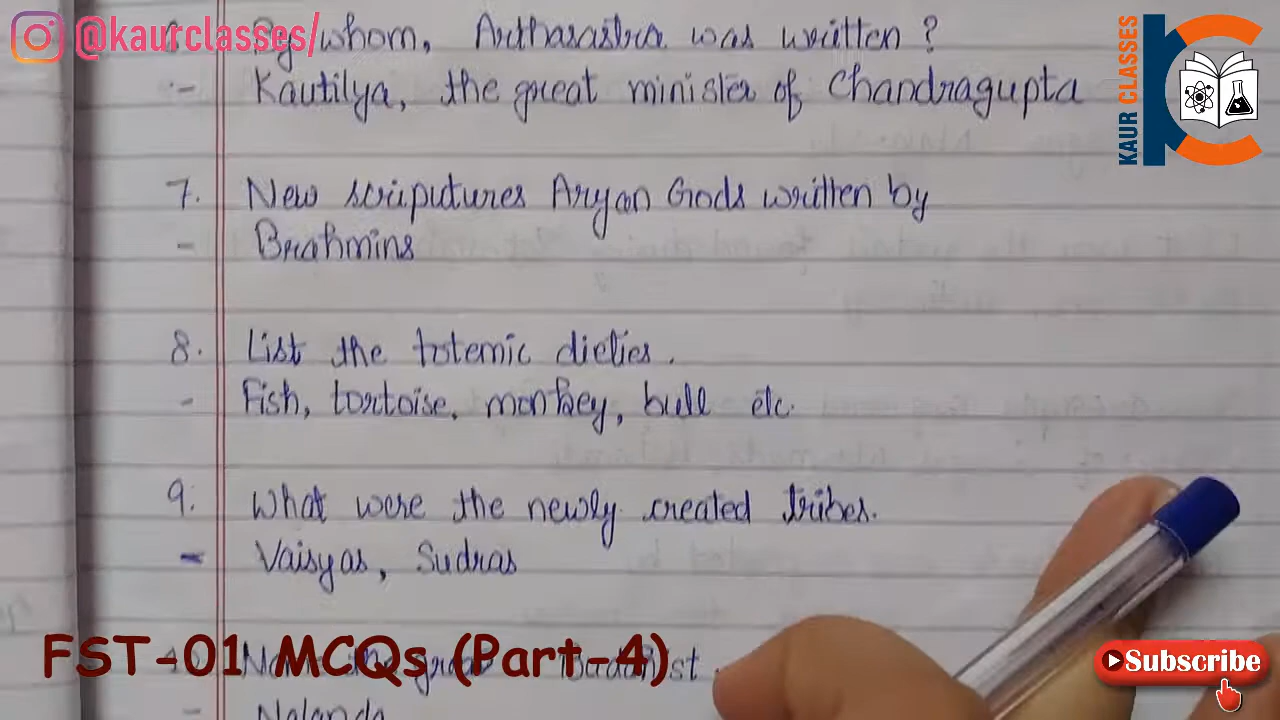 @kaurclasses/
By whom, Arthasastra was written ?
- Kautilya, the great minister of Chandragupta
KAUR CLASSES
7. New scriputures Aryan Gods written by
- Brahmins
8. List the totemic dieties.
- Fish, tortoise, monkey, bull etc.
9. What were the newly created tribes.
- Vaisyas, Sudras
FST-01 MCQs (Part-4)
- Nalanda
Subscribe